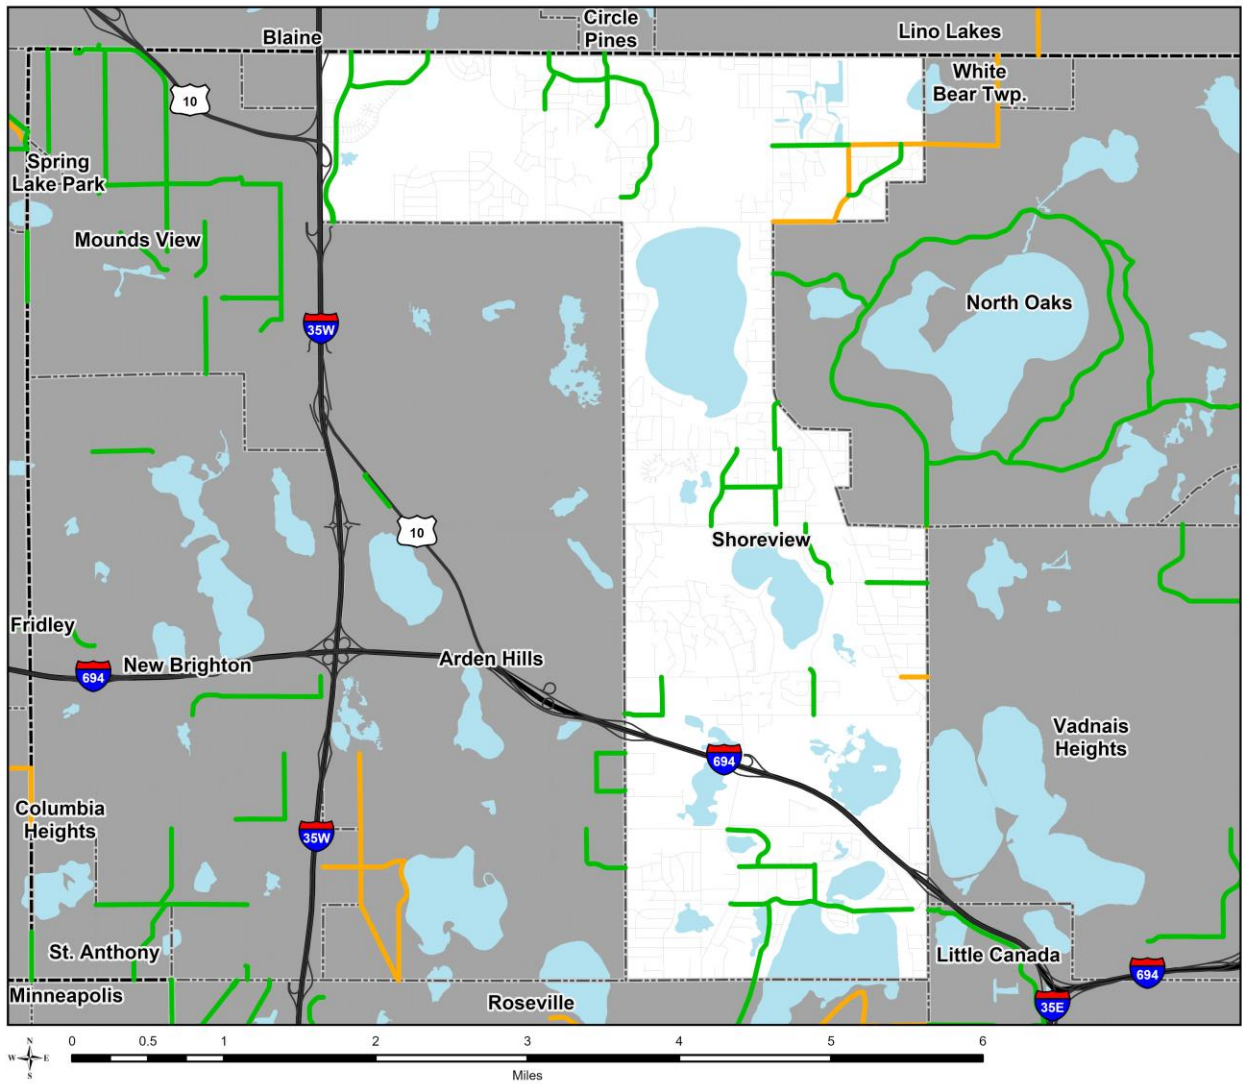 Circle
Pines
Blaine
Lino Lakes
White
Bear Twp.
10
Spring
Lake Park
Mounds View
North Oaks
35W
10
Shoreview
Fridley
New Brighton
Arden Hills
694
Vadnais
Heights
694
Columbia
Heights
35W
St. Anthony
Little Canada
694
Minneapolis
Roseville
35E
N
W
E
S
0
0.5
1
2
3
4
5
6
Miles